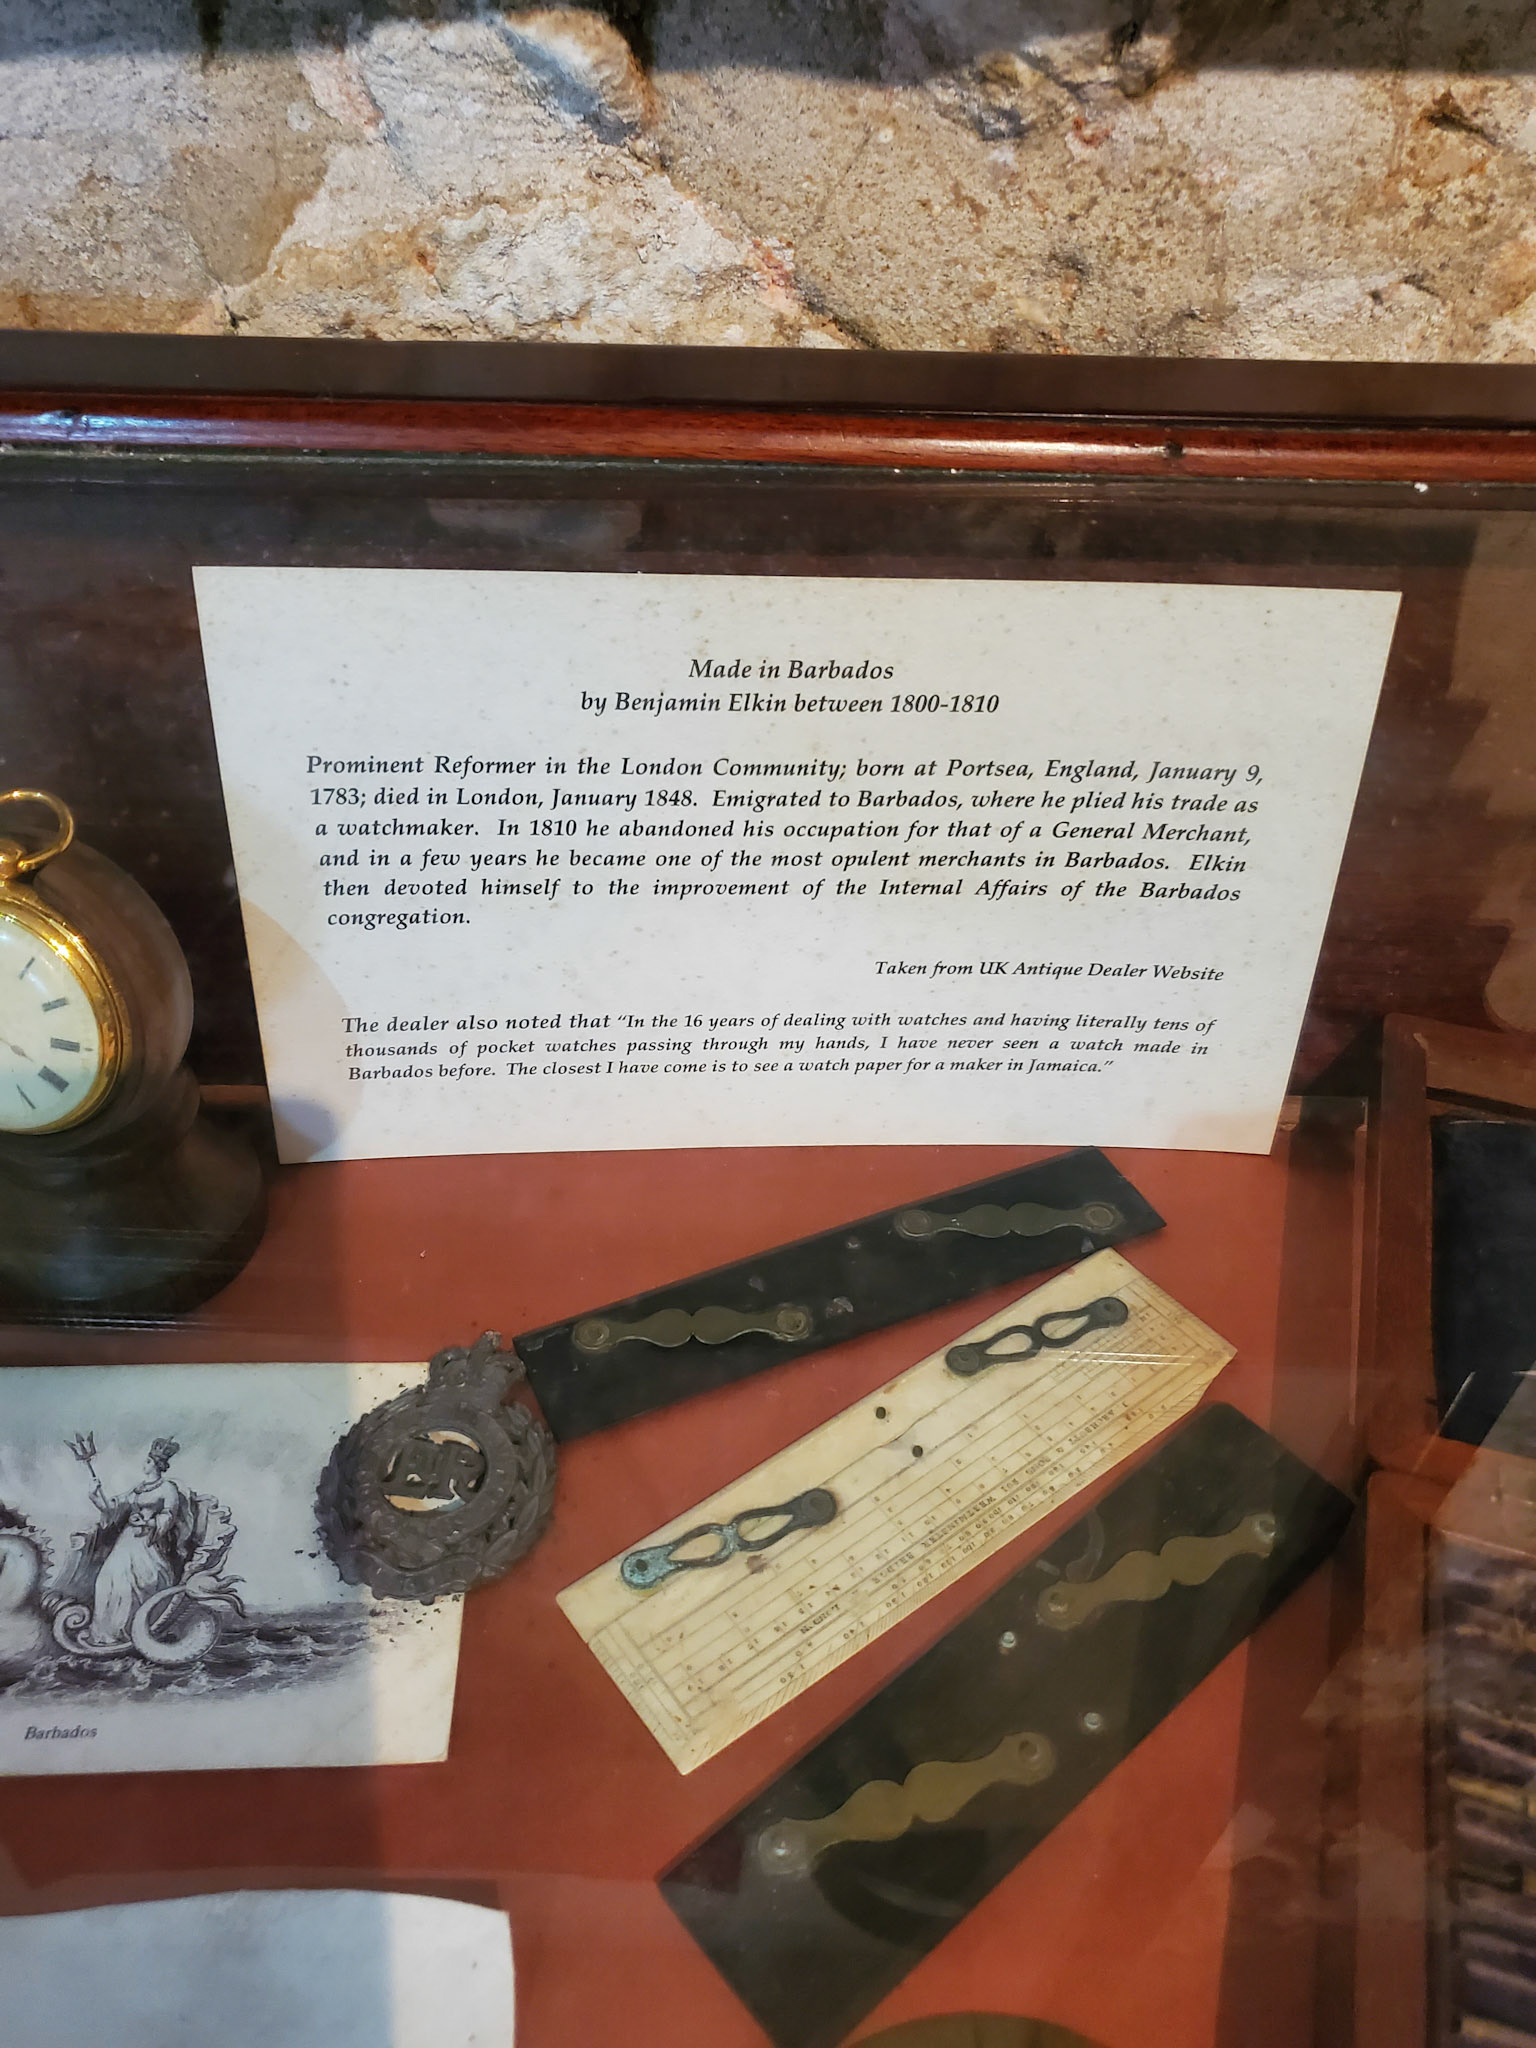 Made in Barbados
by Benjamin Elkin between 1800-1810
Prominent Reformer in the London Community; born at Portsea, England, January 9,
1783; died in London, January 1848. Emigrated to Barbados, where he plied his trade as
a watchmaker. In 1810 he abandoned his occupation for that of a General Merchant,
and in a few years he became one of the most opulent merchants in Barbados. Elkin
then devoted himself to the improvement of the Internal Affairs of the Barbados
congregation.
Taken from UK Antique Dealer Website
The dealer also noted that "In the 16 years of dealing with watches and having literally tens of
thousands of pocket watches passing through my hands, I have never seen a watch made in
Barbados before. The closest I have come is to see a watch paper for a maker in Jamaica."
Barbados